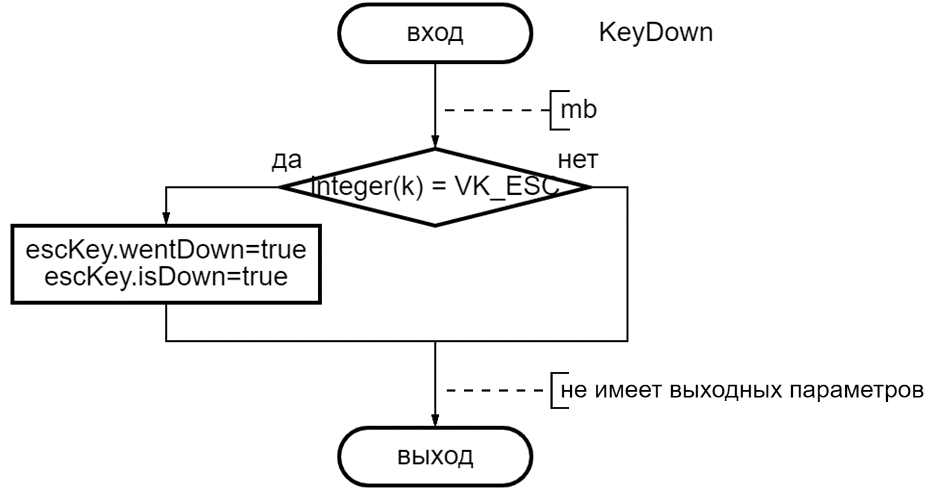 вход
KeyDown
mb
да
нет
integer(k) = VK_ESC
escKey.wentDown=true
escKey.isDown=true
не имеет выходных параметров
выход